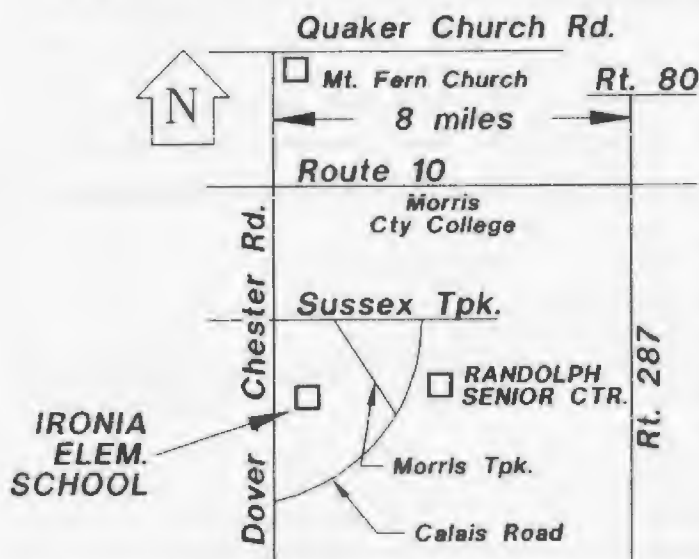 Quaker Church Rd.
N
Mt. Fern Church
Rt. 80
8 miles
Route 10
Morris
Cty College
Dover Chester Rd.
Sussex Tpk.
RANDOLPH
SENIOR CTR.
Rt. 287
IRONIA
ELEM.
SCHOOL
Morris Tpk.
Calais Road